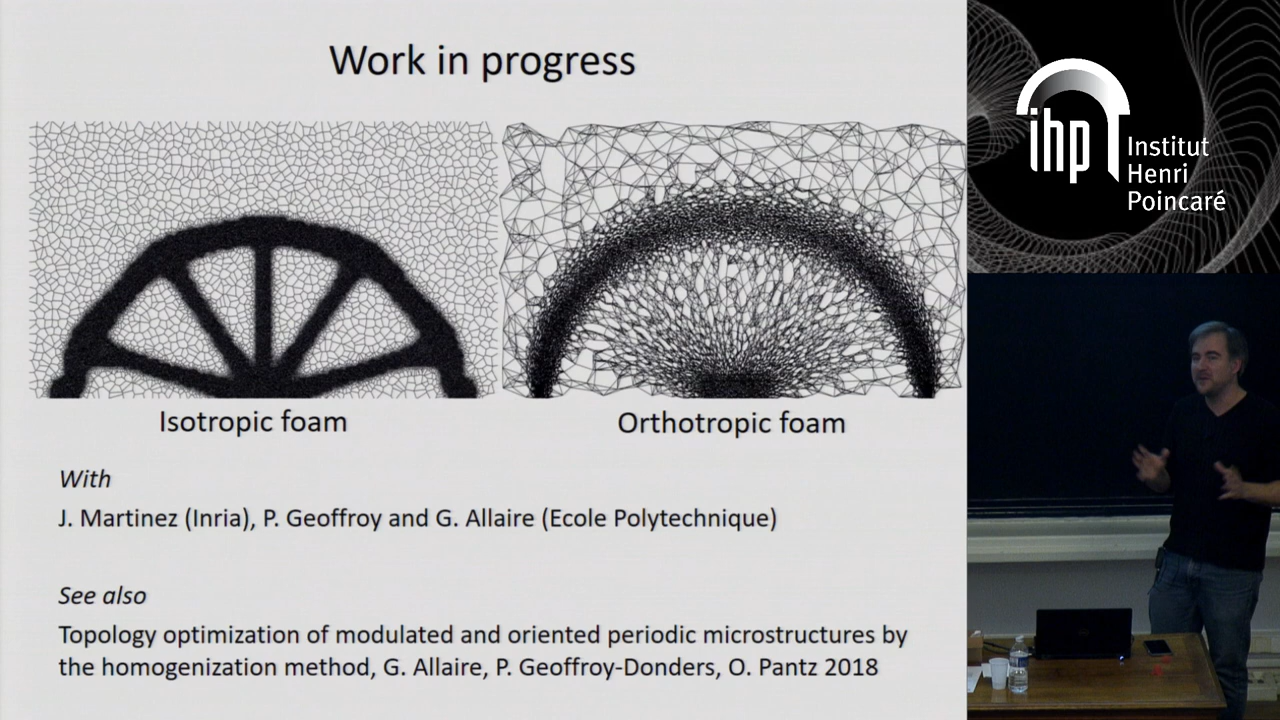 Work in progress
Isotropic foam
Orthotropic foam
With
J. Martinez (Inria), P. Geoffroy and G. Allaire (Ecole Polytechnique)
See also
Topology optimization of modulated and oriented periodic microstructures by
the homogenization method, G. Allaire, P. Geoffroy-Donders, O. Pantz 2018
ihp
Institut
Henri
Poincaré